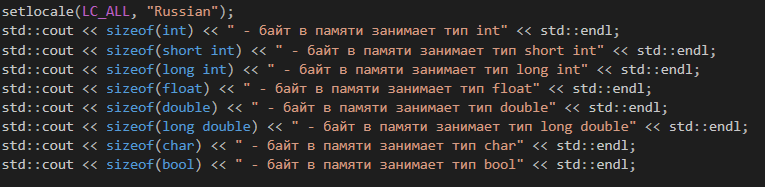 setlocale(LC_ALL, "Russian");
std::cout << sizeof(int) << " - байт в памяти занимает тип int"<< std::endl;
std::cout << sizeof(short int) << " - байт в памяти занимает тип short int" << std::endl;
std::cout << sizeof(long int) << " - байт в памяти занимает тип long int" << std::endl;
std::cout << sizeof(float) << " - байт в памяти занимает тип float" << std::endl;
std::cout << sizeof(double) << " - байт в памяти занимает тип double" << std::endl;
std::cout << sizeof(long double) << " - байт в памяти занимает тип long double" << std::endl;
std::cout << sizeof(char) << " - байт в памяти занимает тип char" << std::endl;
std::cout << sizeof(bool) << " - байт в памяти занимает тип bool" << std::endl;